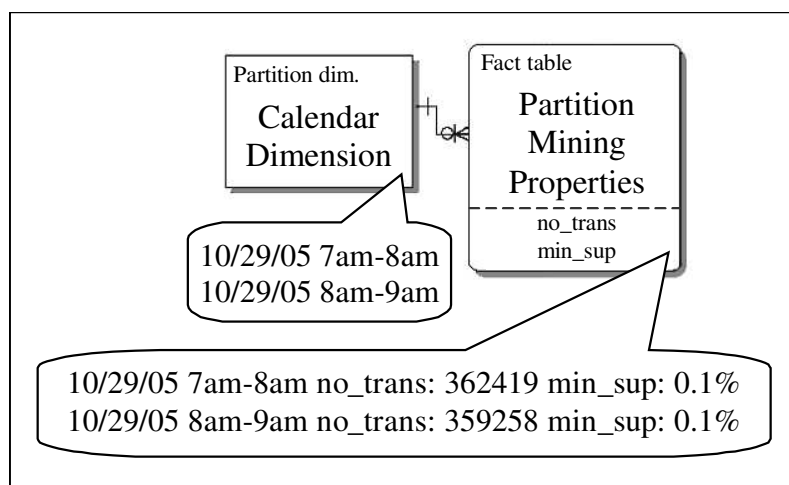 Partition dim.
Calendar
Dimension
Fact table
Partition
Mining
Properties
no_trans
min_sup
10/29/05 7am-8am
10/29/05 8am-9am
10/29/05 7am-8am no_trans: 362419 min_sup: 0.1%
10/29/05 8am-9am no_trans: 359258 min_sup: 0.1%